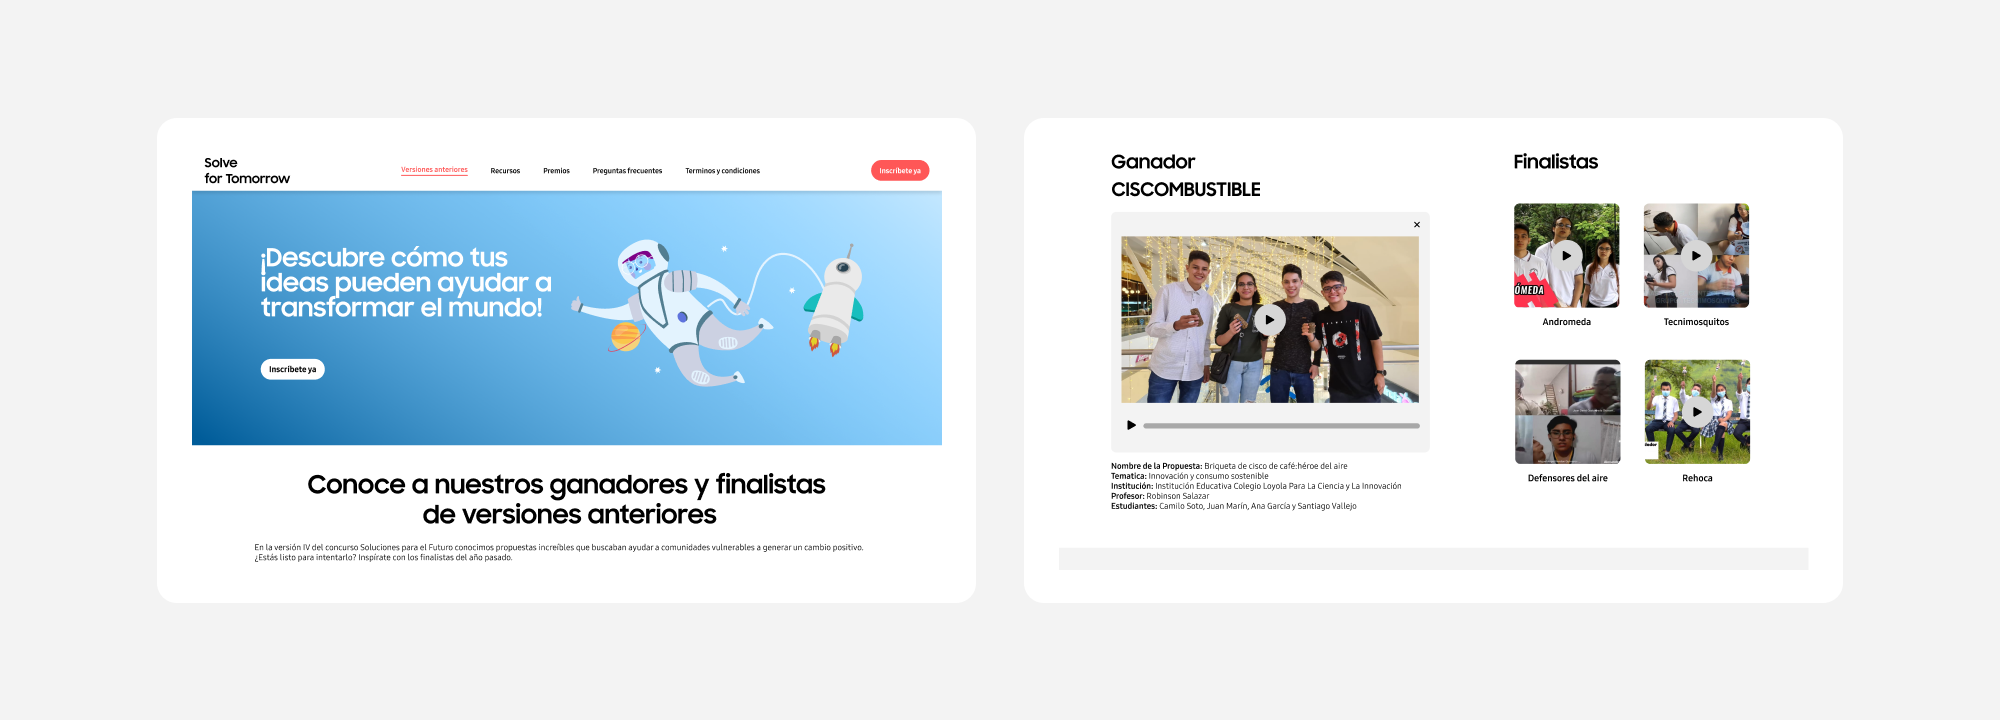 Solve
for Tomorrow
Versiones anteriores
Recursos
Premios
Preguntas frecuentes
Terminos y condiciones
Inscríbete ya
¡Descubre cómo tus
ideas pueden ayudar a
transformar el mundo!
Inscríbete ya
Conoce a nuestros ganadores y finalistas
de versiones anteriores
En la versión IV del concurso Soluciones para el Futuro conocimos propuestas increíbles que buscaban ayudar a comunidades vulnerables a generar un cambio positivo.
¿Estás listo para intentarlo? Inspírate con los finalistas del año pasado.
Ganador
CISCOMBUSTIBLE
Nombre de la Propuesta: Briqueta de cisco de café:héroe del aire
Tematica: Innovación y consumo sostenible
Institución: Institución Educativa Colegio Loyola Para La Ciencia y La Innovación
Profesor: Robinson Salazar
Estudiantes: Camilo Soto, Juan Marín, Ana García y Santiago Vallejo
Finalistas
ÓMEDA
Andromeda
Tecnimosquitos
Defensores del aire
Rehoca